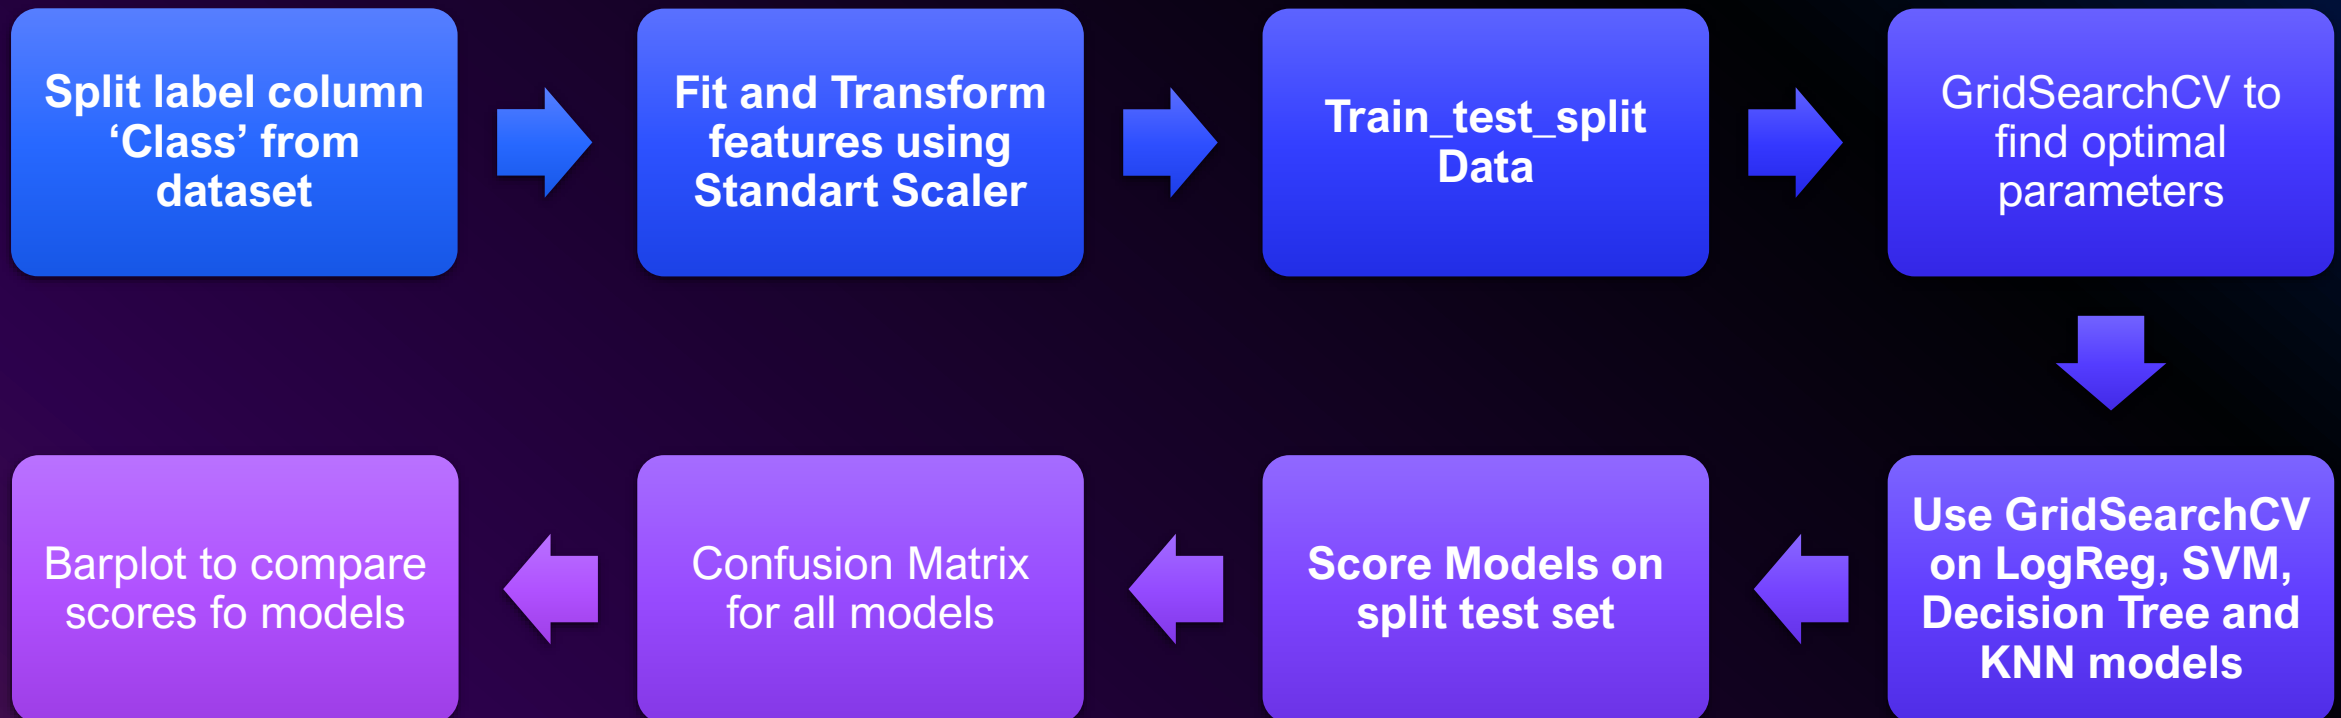 Split label column
‘Class’ from
dataset
Fit and Transform
features using
Standart Scaler
Train_test_split
Data
GridSearchCV to
find optimal
parameters
Use GridSearchCV
on LogReg, SVM,
Decision Tree and
KNN models
Score Models on
split test set
Confusion Matrix
for all models
Barplot to compare
scores fo models